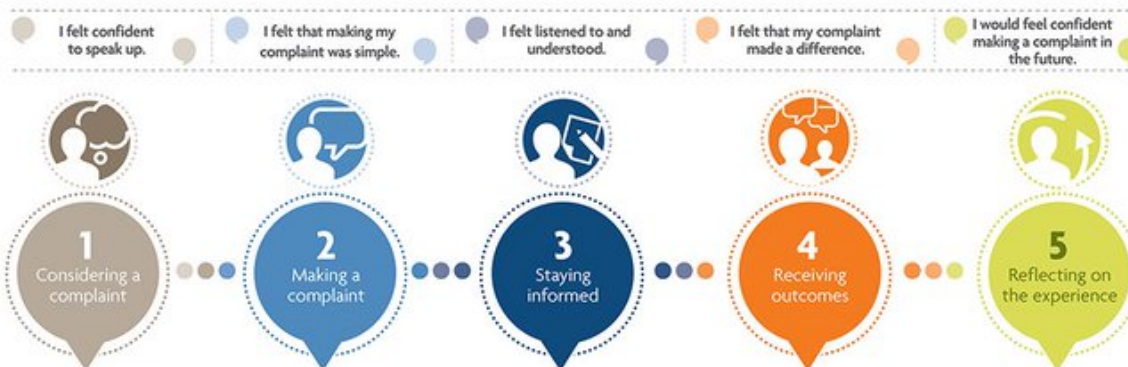 I felt confident
to speak up.
I felt that making my
complaint was simple.
I felt listened to and
understood.
I felt that my complaint
made a difference.
I would feel confident
making a complaint in
the future.
1
Considering a
complaint
2
Making a
complaint
3
Staying
informed
4
Receiving
outcomes
5
Reflecting on
the experience